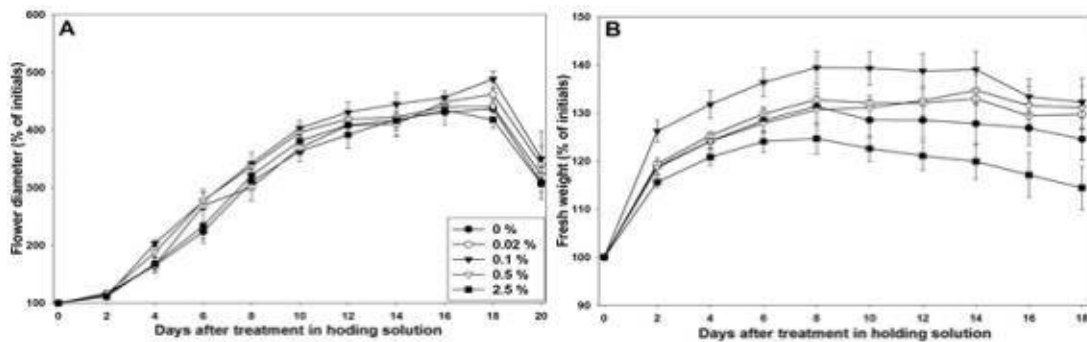 A
Flower diameter (% of initials)
600
500
400
300
200
100
0 2 4 6 8 10 12 14 16 18 20
Days after treatment in hoding solution
0 %
0.02 %
0.1 %
0.5 %
2.5 %
B
Fresh weight (% of initials)
150
140
130
120
110
100
90
0 2 4 6 8 10 12 14 16 18
Days after treatment in holding solution